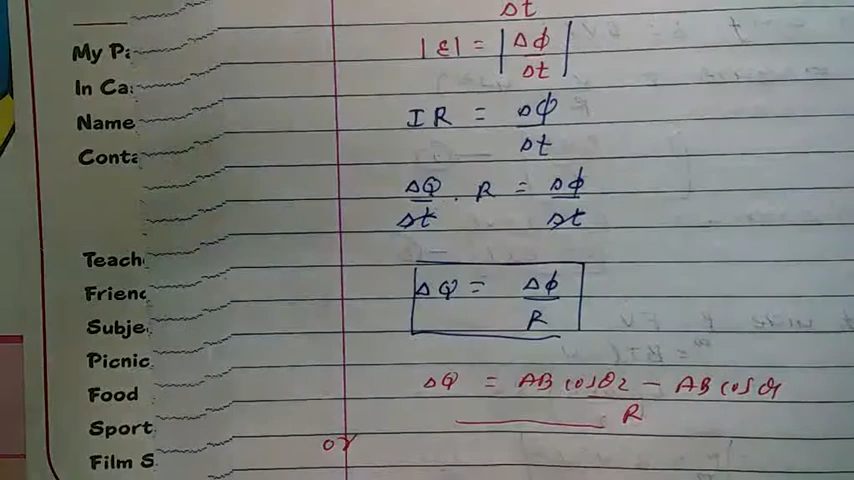 Δt
|ε| = |Δφ/Δt|
My Pa
In Ca
Name
IR = Δφ/Δt
Conta
ΔQ/Δt . R = Δφ/Δt
Teach
Friend
ΔQ = Δφ/R
Subje
Picnic
ΔQ = AB cosθ2 - AB cosθ1
Food
R
Sport
or
Film S